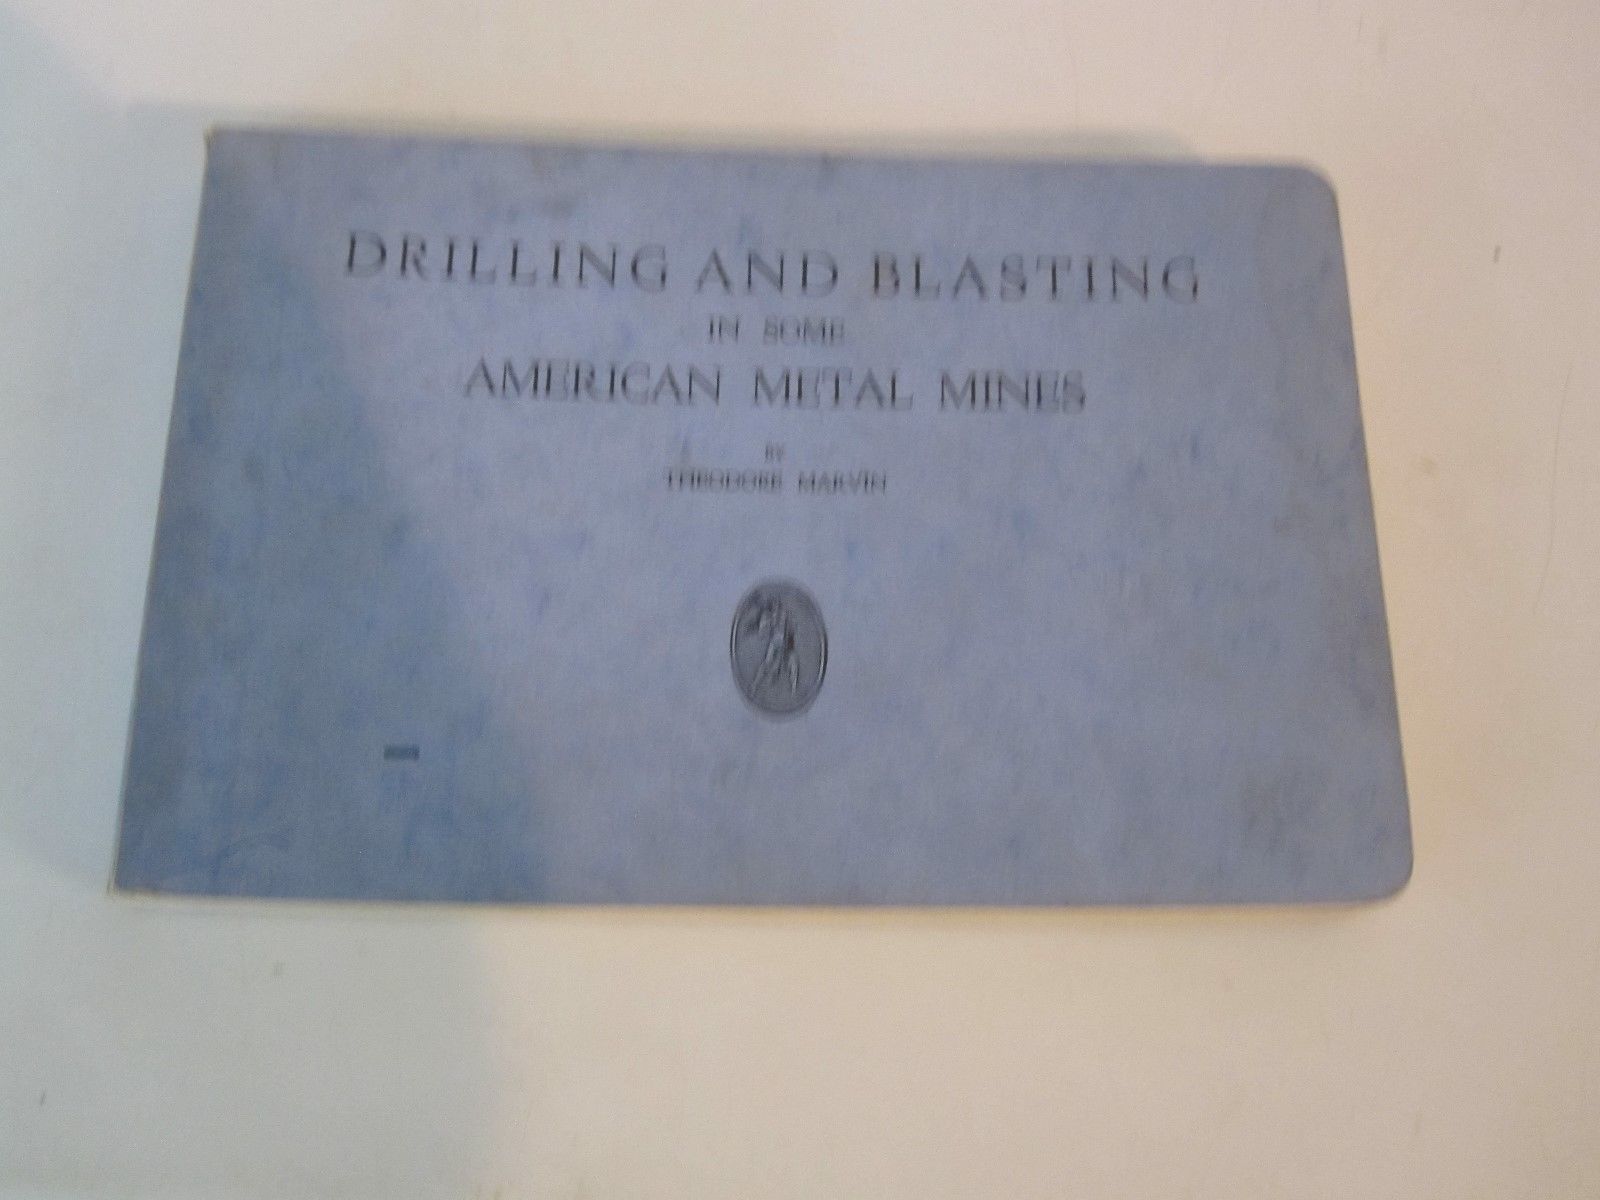 DRILLING AND BLASTING
IN SOME
AMERICAN METAL MINES
BY
THEODORE MARVIN